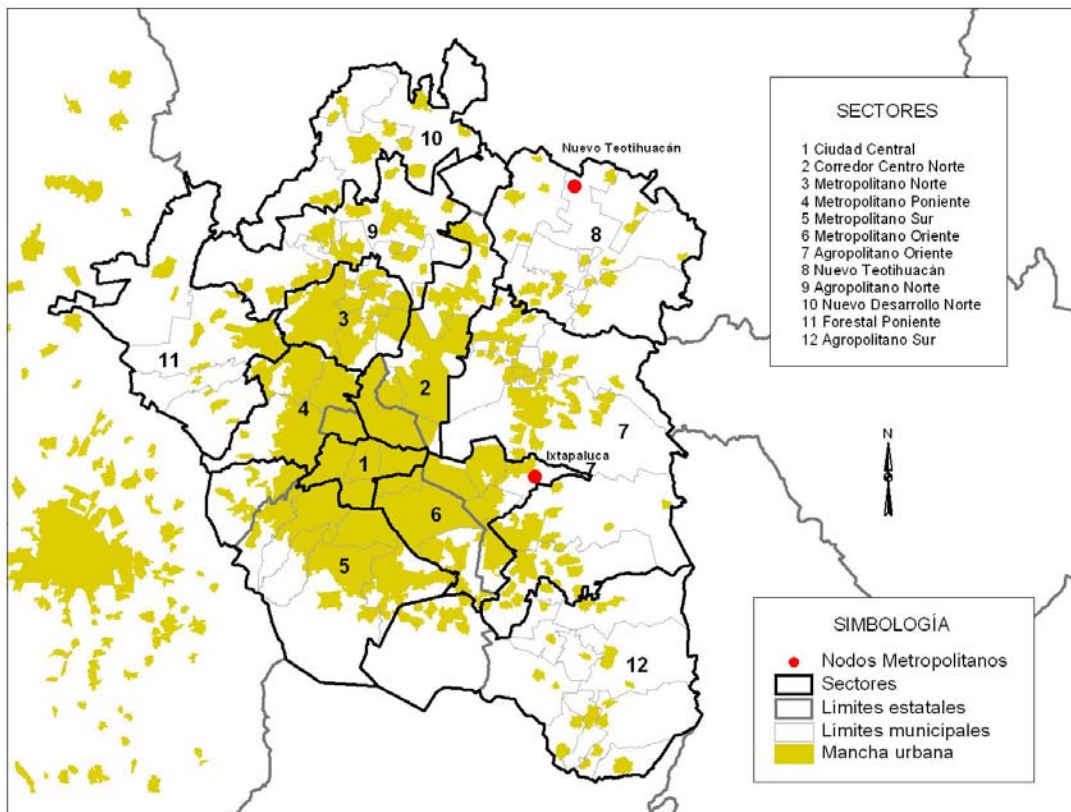 SECTORES
1 Ciudad Central
2 Corredor Centro Norte
3 Metropolitano Norte
4 Metropolitano Poniente
5 Metropolitano Sur
6 Metropolitano Oriente
7 Agropolitano Oriente
8 Nuevo Teotihuacán
9 Agropolitano Norte
10 Nuevo Desarrollo Norte
11 Forestal Poniente
12 Agropolitano Sur
10
Nuevo Teotihuacán
9
8
3
11
2
4
7
N
Ixtapaluca
7
1
6
5
7
12
SIMBOLOGÍA
Nodos Metropolitanos
Sectores
Límites estatales
Límites municipales
Mancha urbana